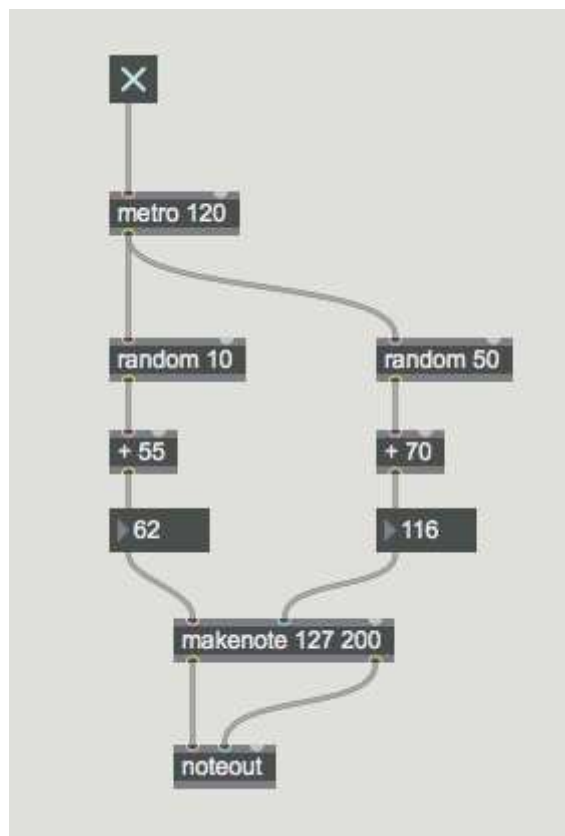 metro 120
random 10
random 50
+ 55
+ 70
62
116
makenote 127 200
noteout